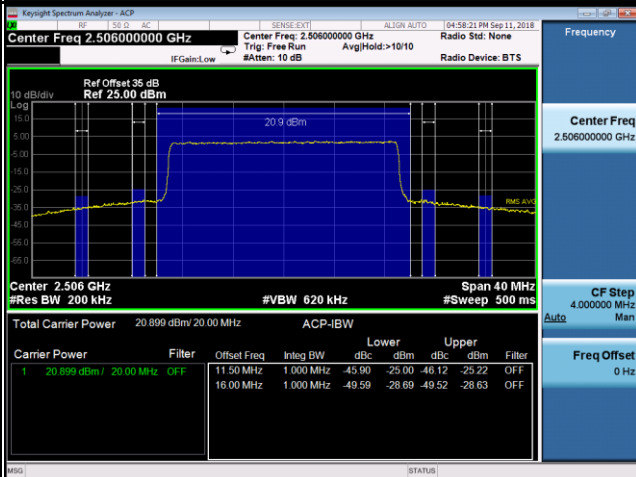 Keysight Spectrum Analyzer - ACP
RF 50 Ω AC SENSE:EXT ALIGN AUTO 04:58:21 PM Sep 11, 2018
Center Freq 2.506000000 GHz
Center Freq: 2.506000000 GHz Radio Std: None
Trig: Free Run Avg|Hold:>10/10
IFGain:Low #Atten: 10 dB Radio Device: BTS
Frequency
Ref Offset 35 dB
10 dB/div Ref 25.00 dBm
Log
15.0
5.00
-5.00
-15.0
-25.0
-35.0
-45.0
-55.0
-65.0
20.9 dBm
RMS AVG
Center 2.506 GHz Span 40 MHz
#Res BW 200 kHz #VBW 620 kHz #Sweep 500 ms
Total Carrier Power 20.899 dBm/ 20.00 MHz ACP-IBW
Lower Upper
Carrier Power Filter Offset Freq Integ BW dBc dBm dBc dBm Filter
1 20.899 dBm / 20.00 MHz OFF 11.50 MHz 1.000 MHz -45.90 -25.00 -46.12 -25.22 OFF
16.00 MHz 1.000 MHz -49.59 -28.69 -49.52 -28.63 OFF
Center Freq
2.506000000 GHz
CF Step
4.000000 MHz
Auto Man
Freq Offset
0 Hz
MSG STATUS